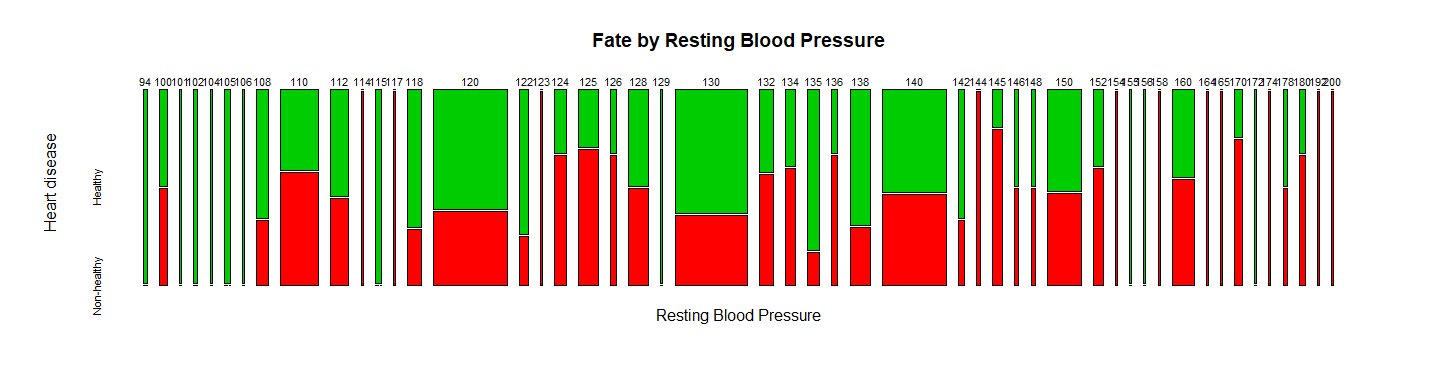 Fate by Resting Blood Pressure
94 100 101 102 104 105 106 108 110 112 114 115 117 118 120 122 123 124 125 126 128 129 130 132 134 135 136 138 140 142 144 145 146 148 150 152 154 155 156 158 160 164 165 170 172 174 178 180 192 200
Heart disease
Healthy
Non-healthy
Resting Blood Pressure